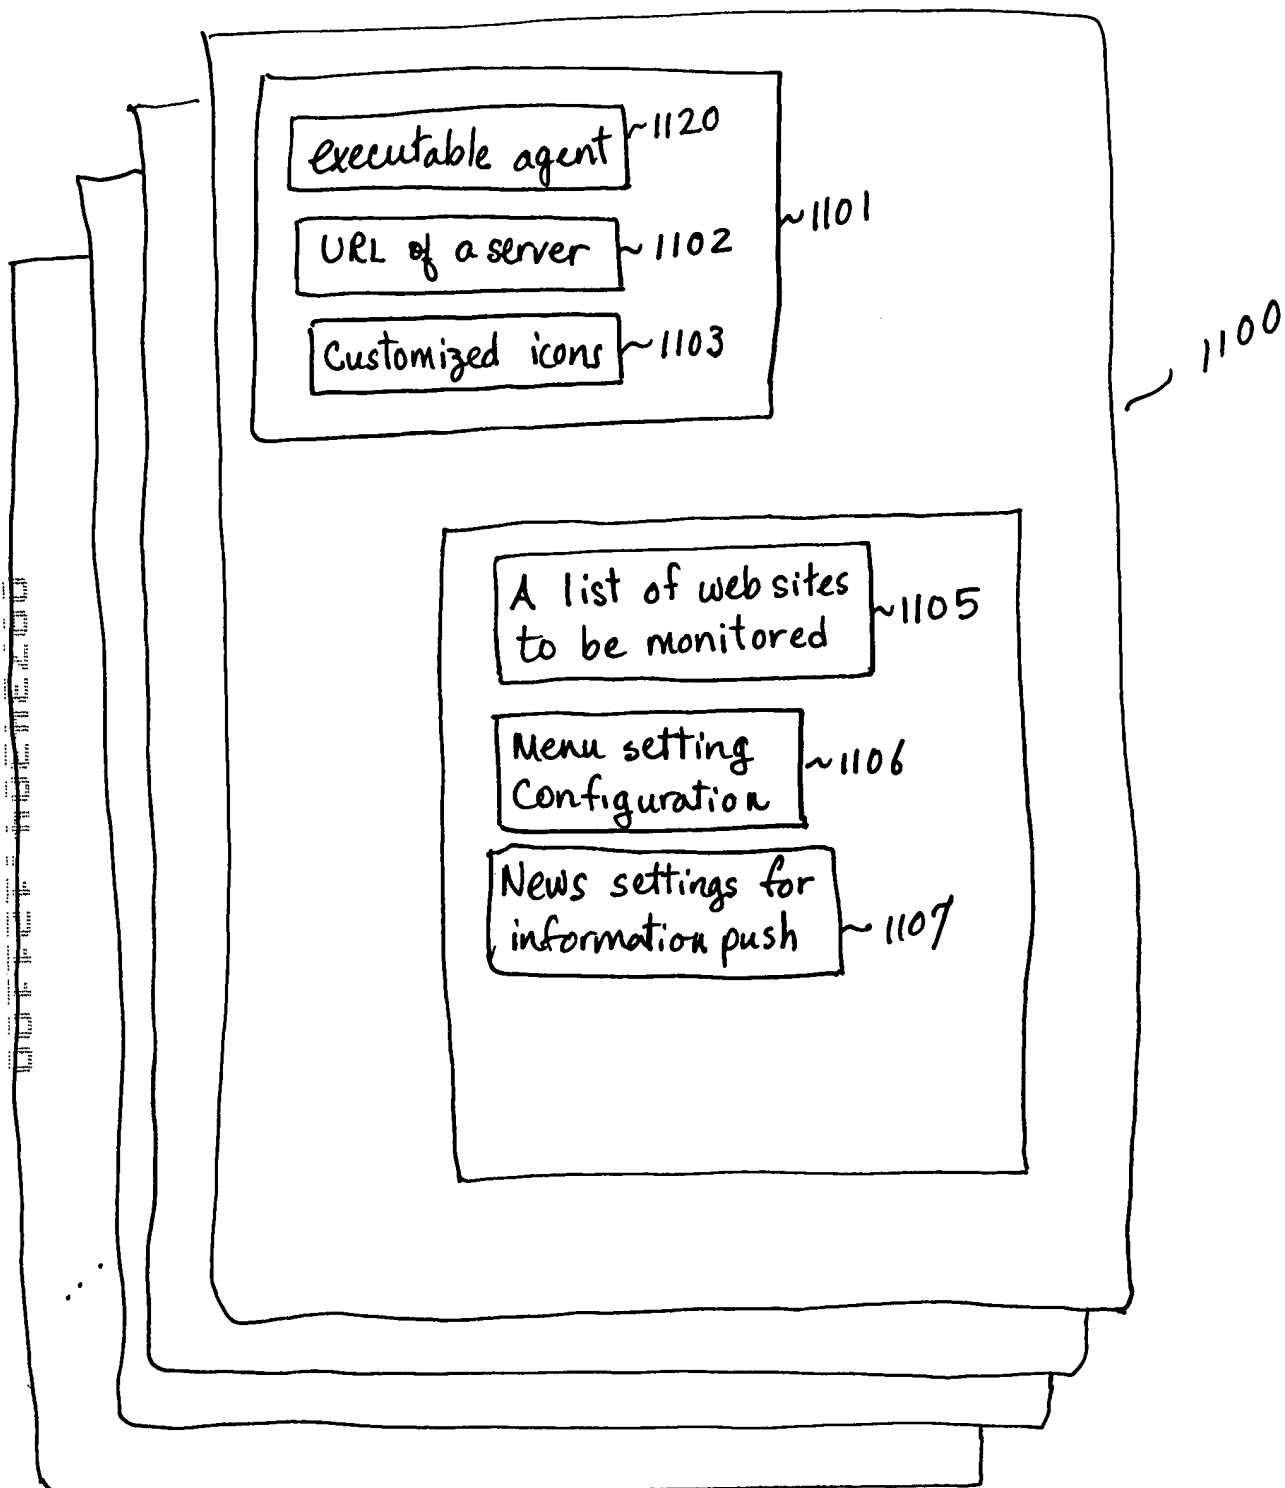 executable agent ~1120
URL of a server ~1102
Customized icons ~1103
~1101
1100
A list of web sites
to be monitored
~1105
Menu setting
Configuration
~1106
News settings for
information push
~1107